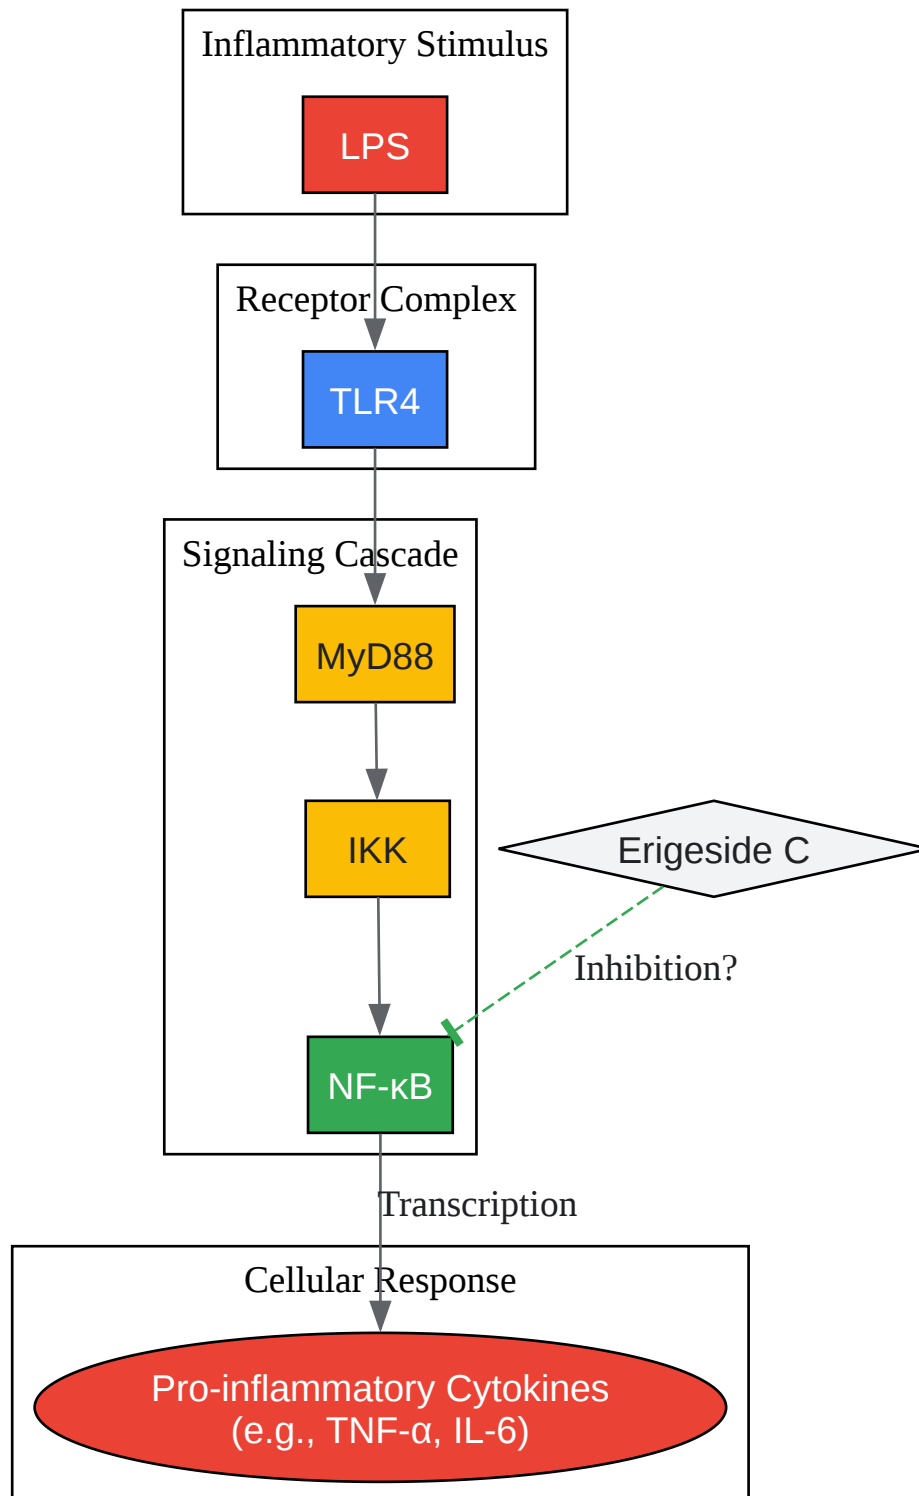 Inflammatory Stimulus
LPS
Receptor Complex
TLR4
Signaling Cascade
MyD88
IKK
Erigeside C
Inhibition?
NF-κB
Transcription
Cellular Response
Pro-inflammatory Cytokines
(e.g., TNF-α, IL-6)